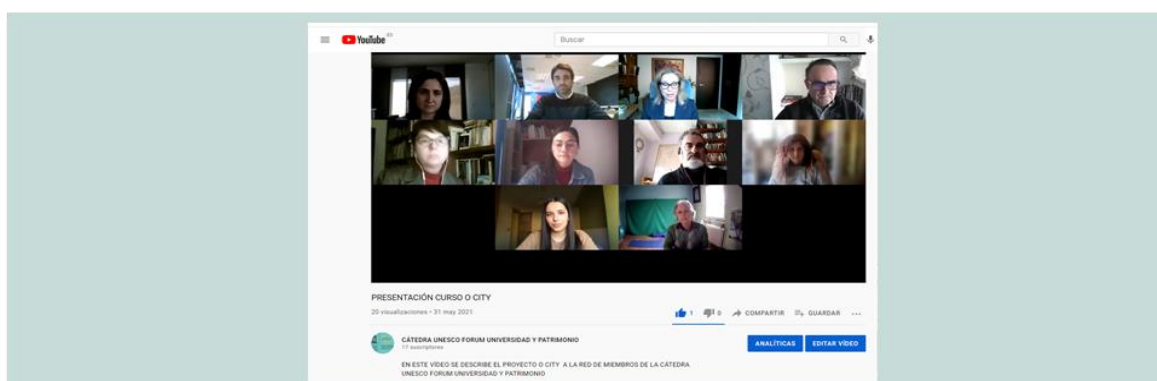 YouTube ES
Buscar
PRESENTACIÓN CURSO O CITY
20 visualizaciones • 31 may 2021
1 0 COMPARTIR GUARDAR ...
CÁTEDRA UNESCO FORUM UNIVERSIDAD Y PATRIMONIO
17 suscriptores
ANALÍTICAS EDITAR VÍDEO
EN ESTE VÍDEO SE DESCRIBE EL PROYECTO O CITY A LA RED DE MIEMBROS DE LA CÁTEDRA
UNESCO FORUM UNIVERSIDAD Y PATRIMONIO